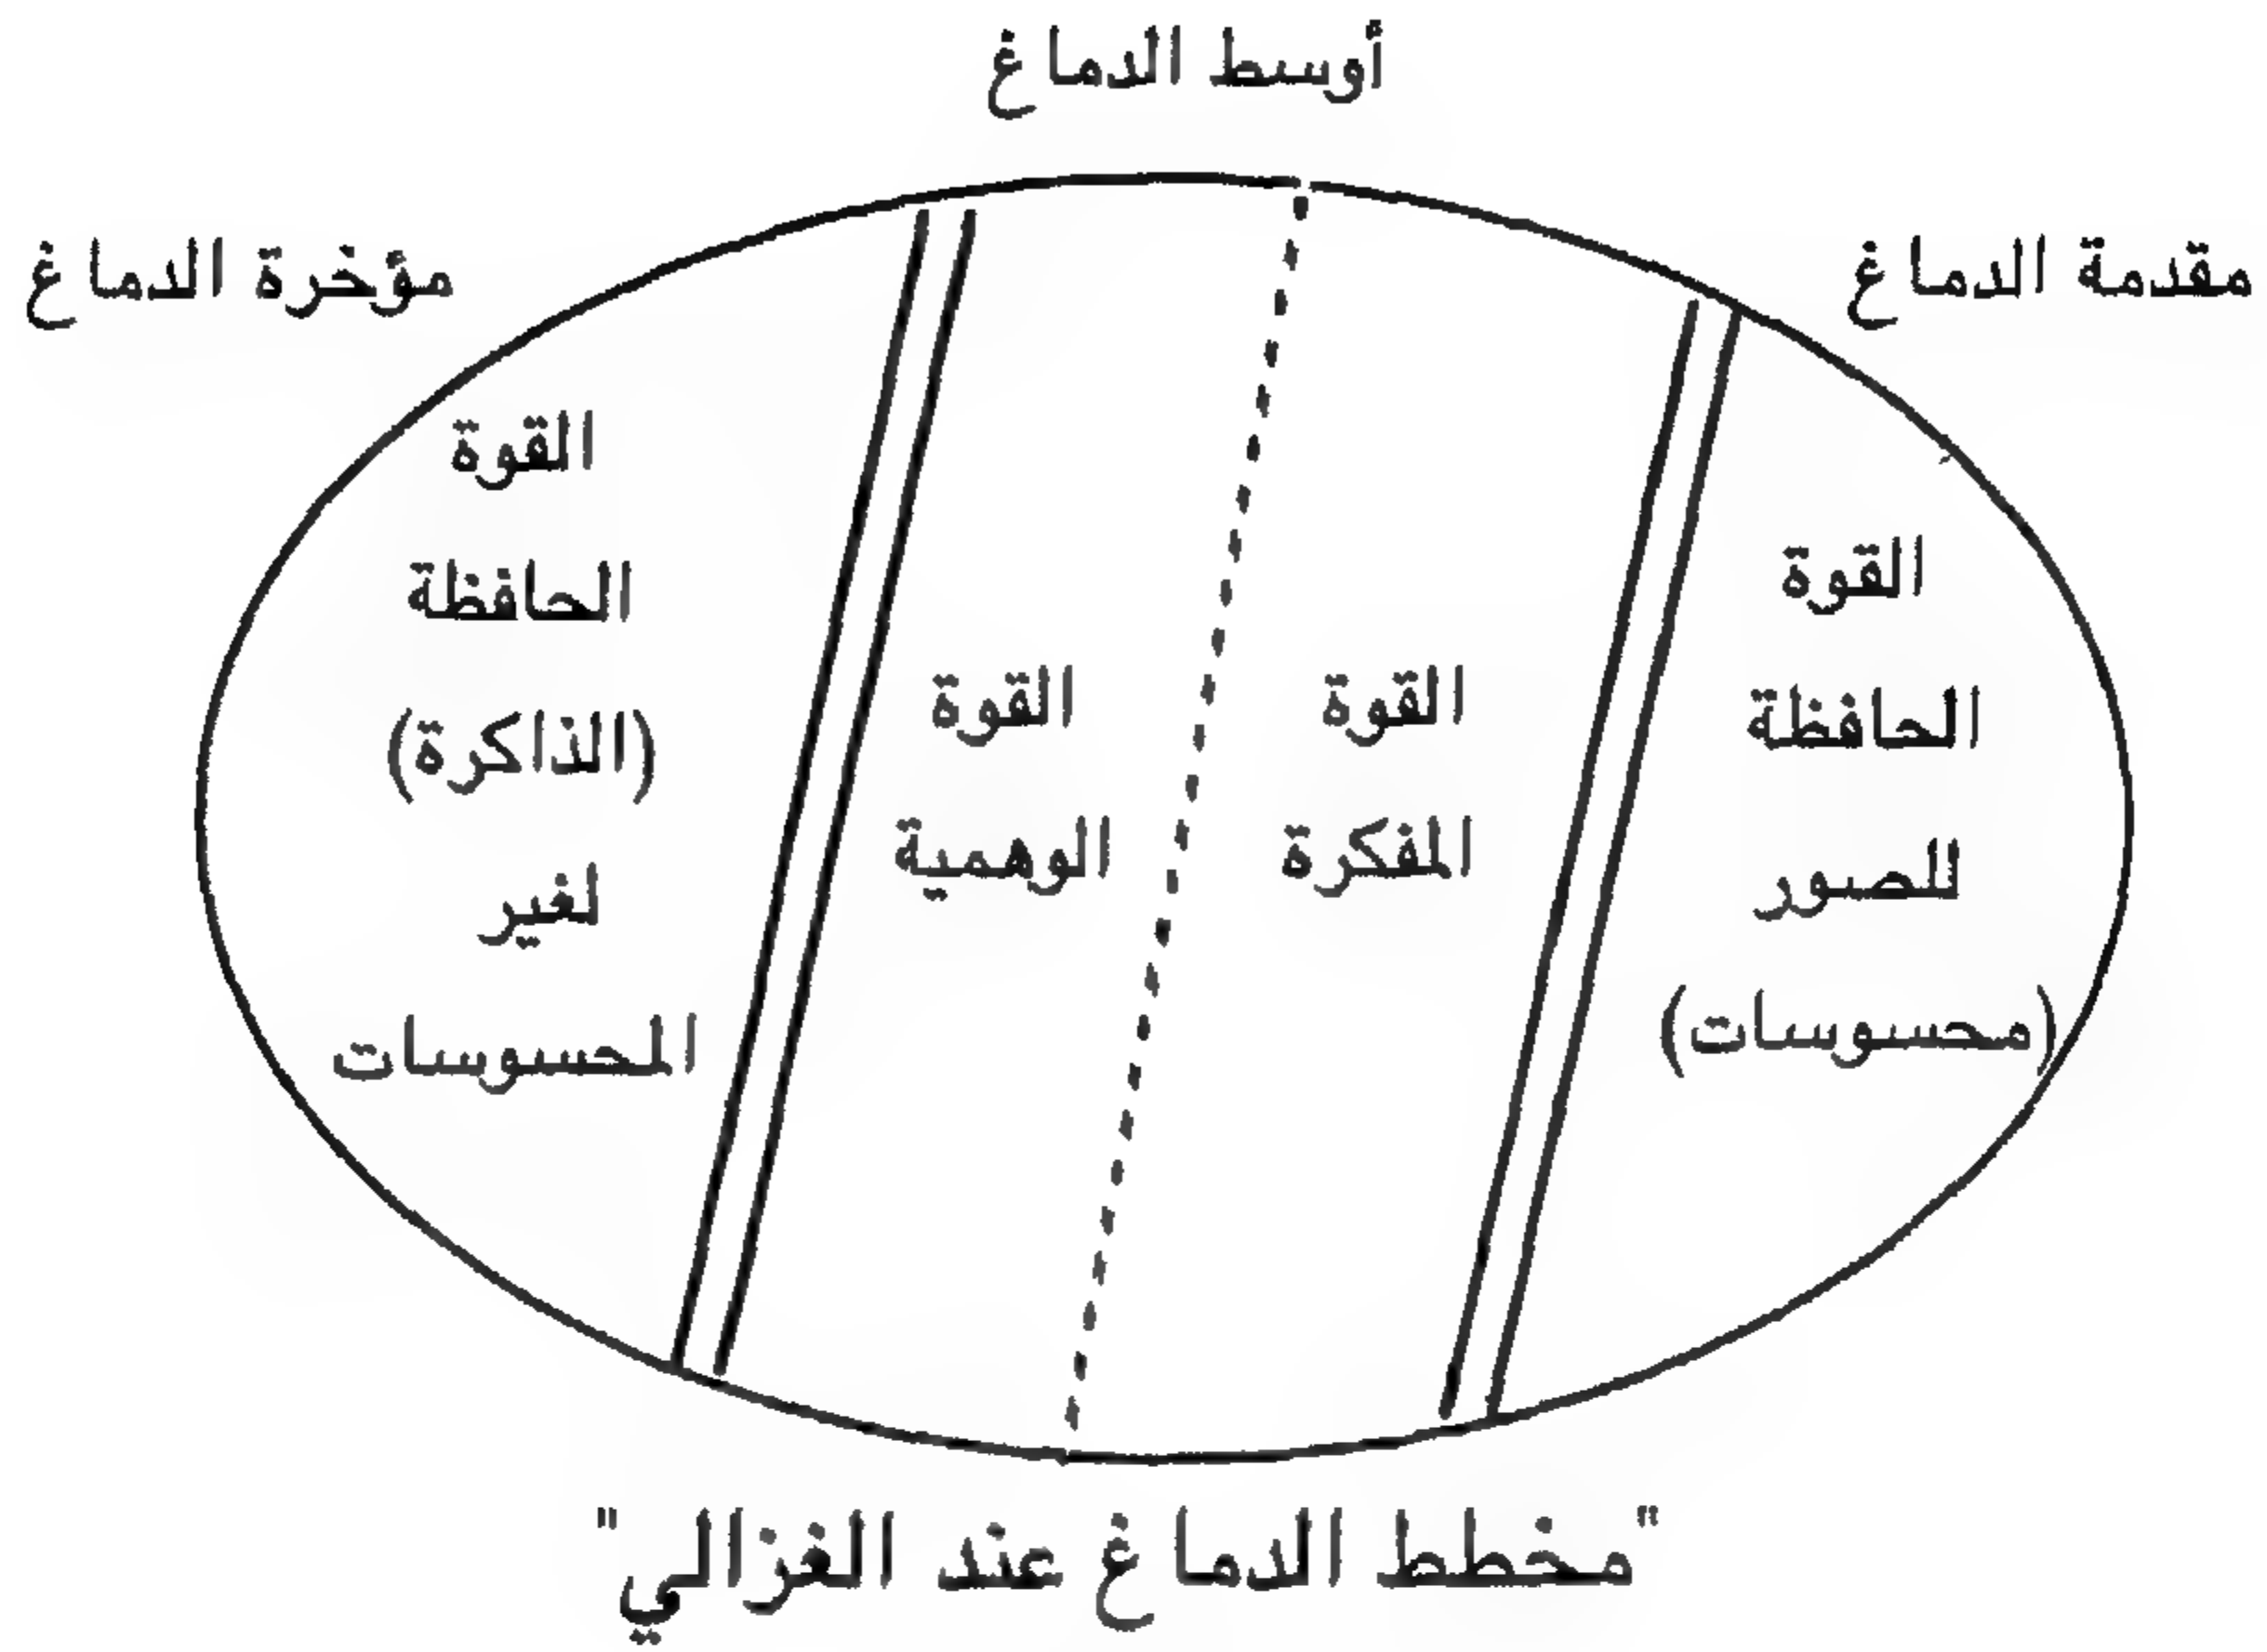 أوسط الدماغ
مقدمة الدماغ
مؤخرة الدماغ
القوة
الحافظة
للصور
(محسوسات)
القوة
المفكرة
القوة
الوهمية
القوة
الحافظة
(الذاكرة)
لغير
المحسوسات
"مخطط الدماغ عند الغزالي"